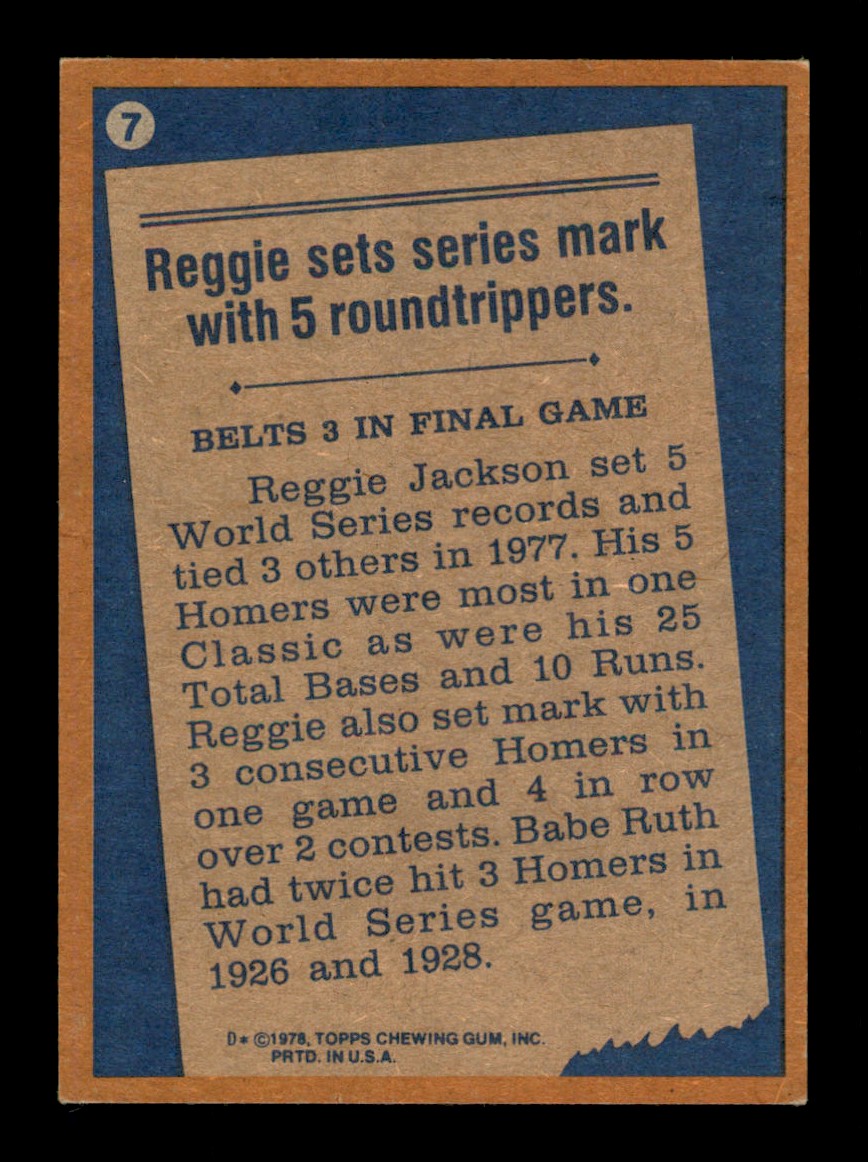 7
Reggie sets series mark
with 5 roundtrippers.
BELTS 3 IN FINAL GAME
Reggie Jackson set 5
World Series records and
tied 3 others in 1977. His 5
Homers were most in one
Classic as were his 25
Total Bases and 10 Runs.
Reggie also set mark with
3 consecutive Homers in
one game and 4 in row
over 2 contests. Babe Ruth
had twice hit 3 Homers in
World Series game, in
1926 and 1928.
D* ©1978, TOPPS CHEWING GUM, INC.
PRTD. IN U.S.A.